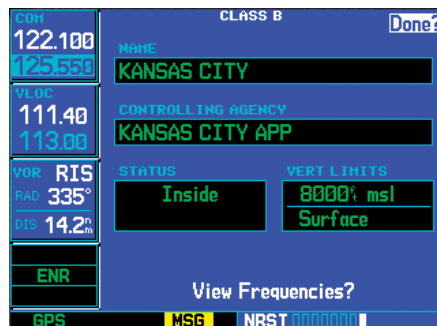 COM
122.100
125.550
VLOC
111.40
113.00
VOR RIS
RAD 335°
DIS 14.2nm
ENR
GPS
CLASS B
Done?
NAME
KANSAS CITY
CONTROLLING AGENCY
KANSAS CITY APP
STATUS
Inside
VERT LIMITS
8000ft msl
Surface
View Frequencies?
MSG
NRST